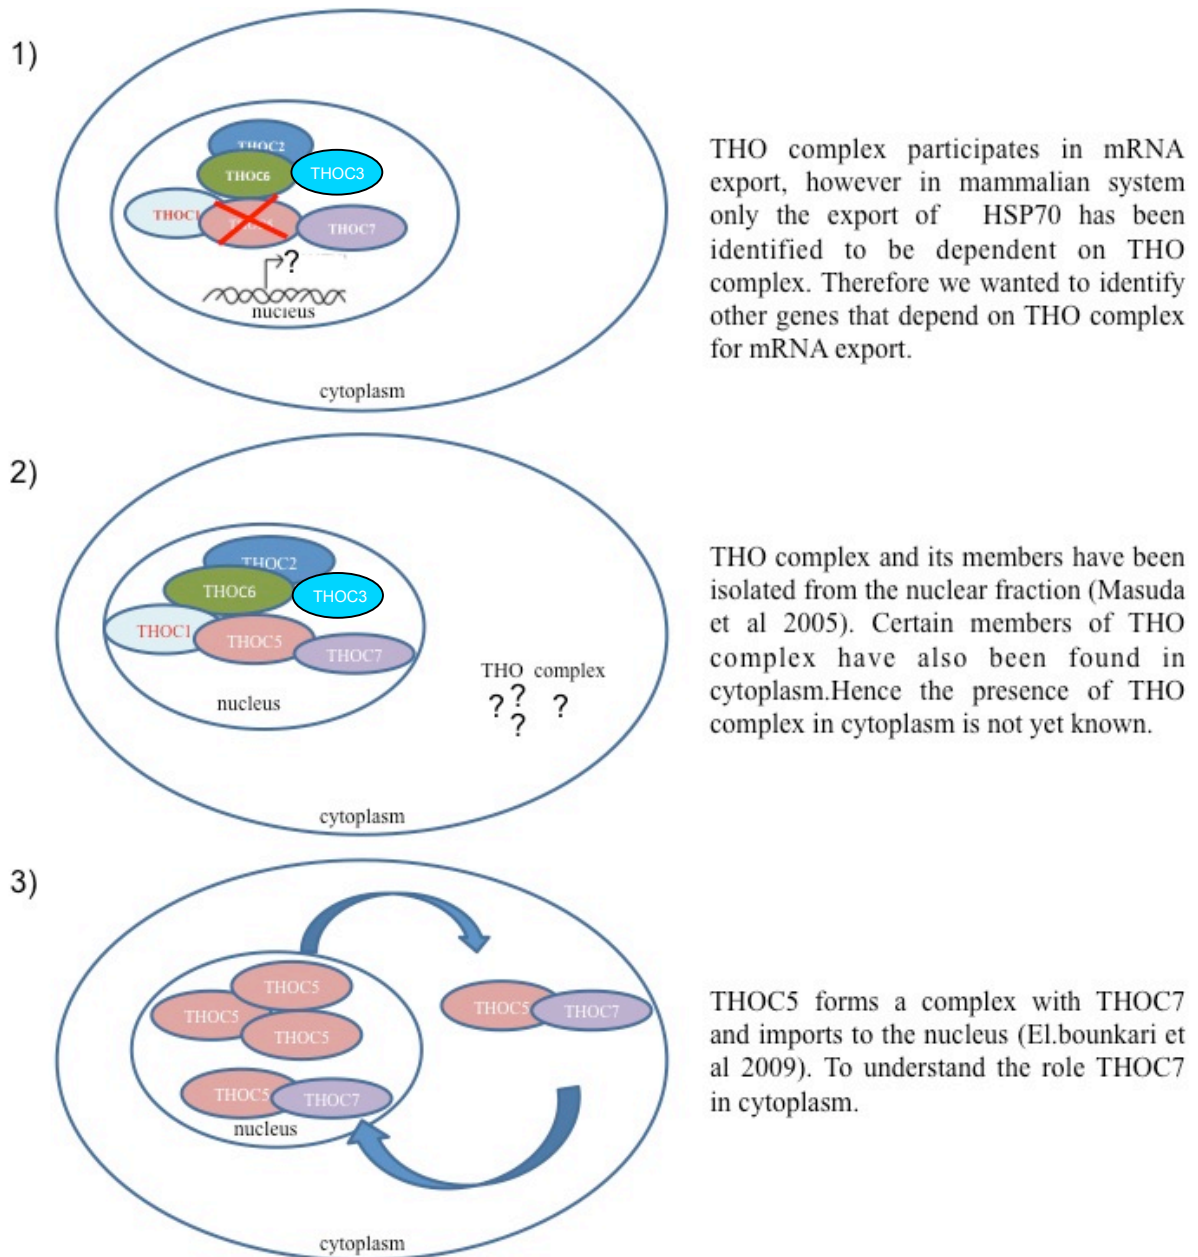 1)
THOC2
THOC6
THOC3
THOC1
THOC7
?
nucleus
cytoplasm
THO complex participates in mRNA
export, however in mammalian system
only the export of HSP70 has been
identified to be dependent on THO
complex. Therefore we wanted to identify
other genes that depend on THO complex
for mRNA export.
2)
THOC2
THOC6
THOC3
THOC1
THOC5
THOC7
nucleus
THO complex
? ? ?
?
cytoplasm
THO complex and its members have been
isolated from the nuclear fraction (Masuda
et al 2005). Certain members of THO
complex have also been found in
cytoplasm.Hence the presence of THO
complex in cytoplasm is not yet known.
3)
THOC5
THOC5
THOC5
THOC5 THOC7
nucleus
THOC5 THOC7
cytoplasm
THOC5 forms a complex with THOC7
and imports to the nucleus (El.bounkari et
al 2009). To understand the role THOC7
in cytoplasm.